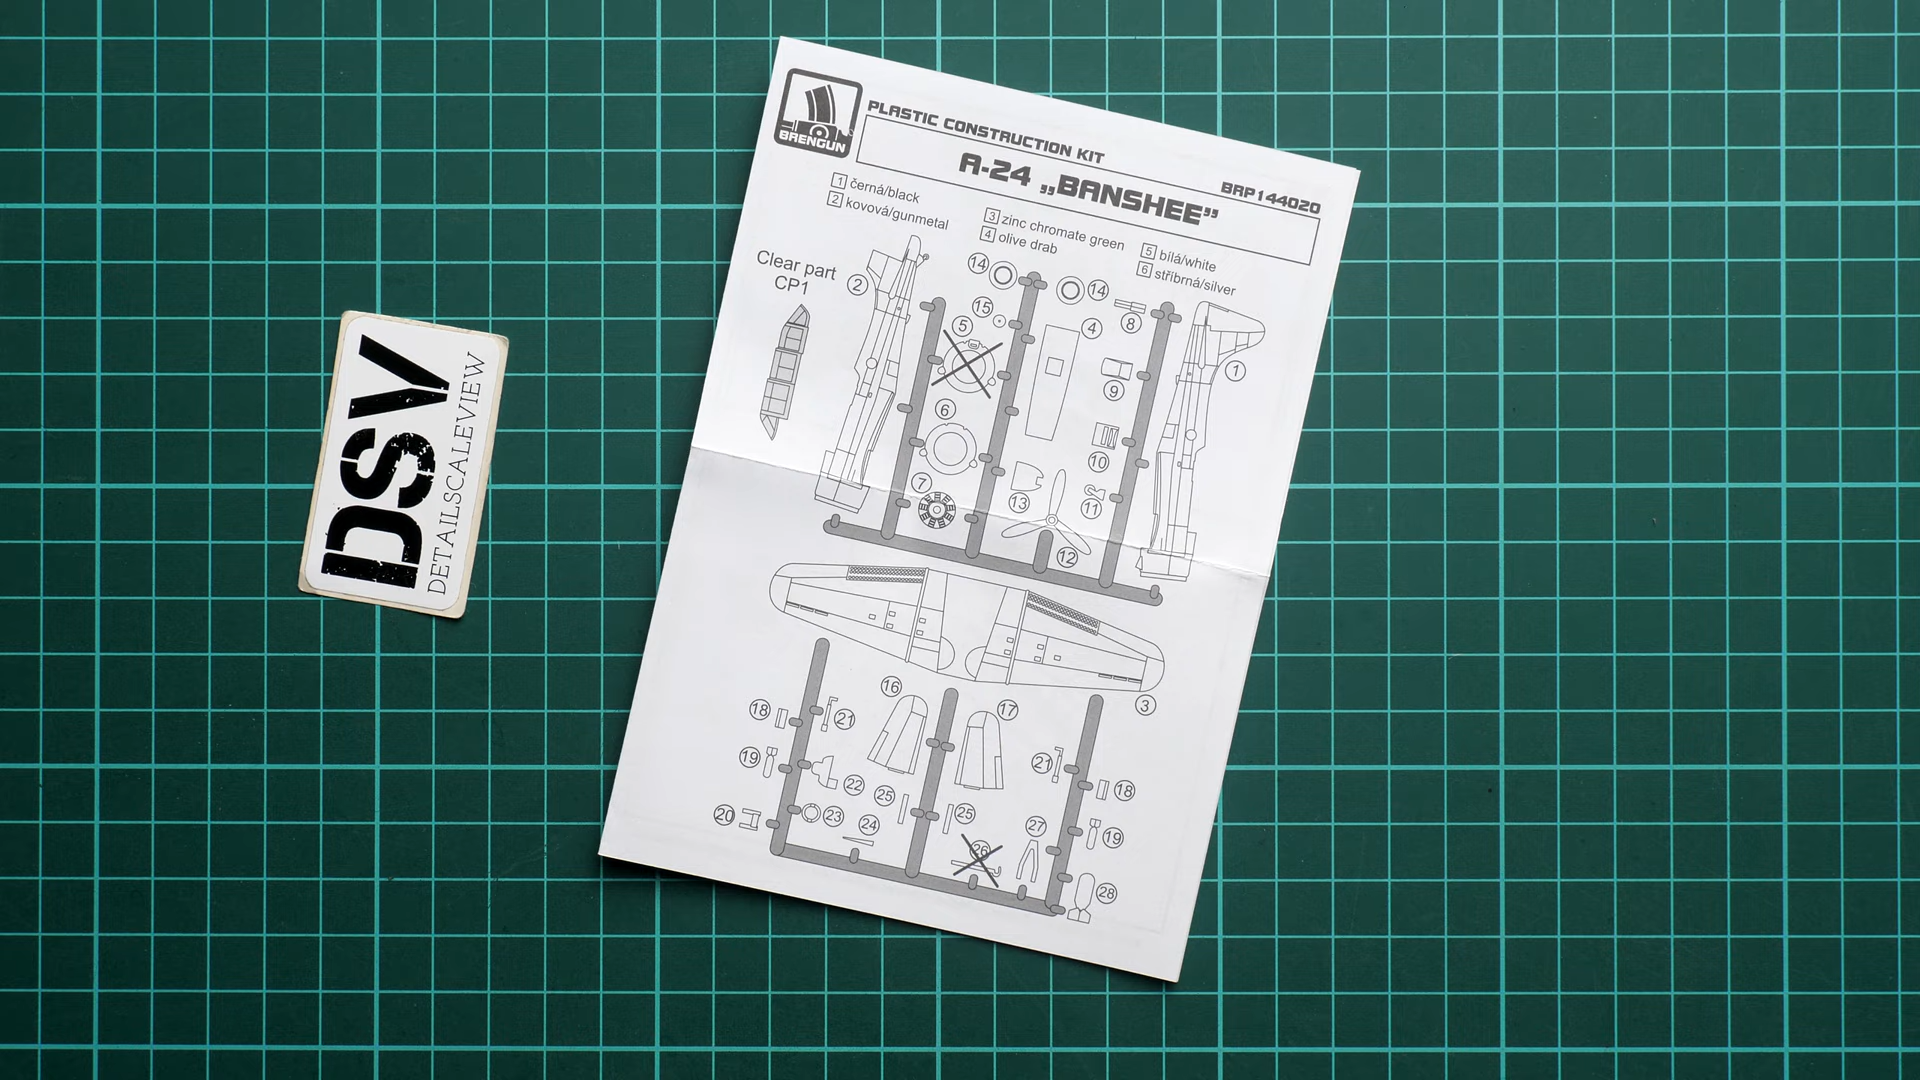 BRENGUN
PLASTIC CONSTRUCTION KIT
A-24 „BANSHEE”
BRP144020
1 černá/black
2 kovová/gunmetal
3 zinc chromate green
4 olive drab
5 bílá/white
6 stříbrná/silver
Clear part
CP1
2
14
14
15
5
4
8
9
1
6
10
7
13
11
12
3
16
17
18
21
19
22
25
25
20
23
24
26
27
21
18
19
28
DSV
DETAILSCALEVIEW